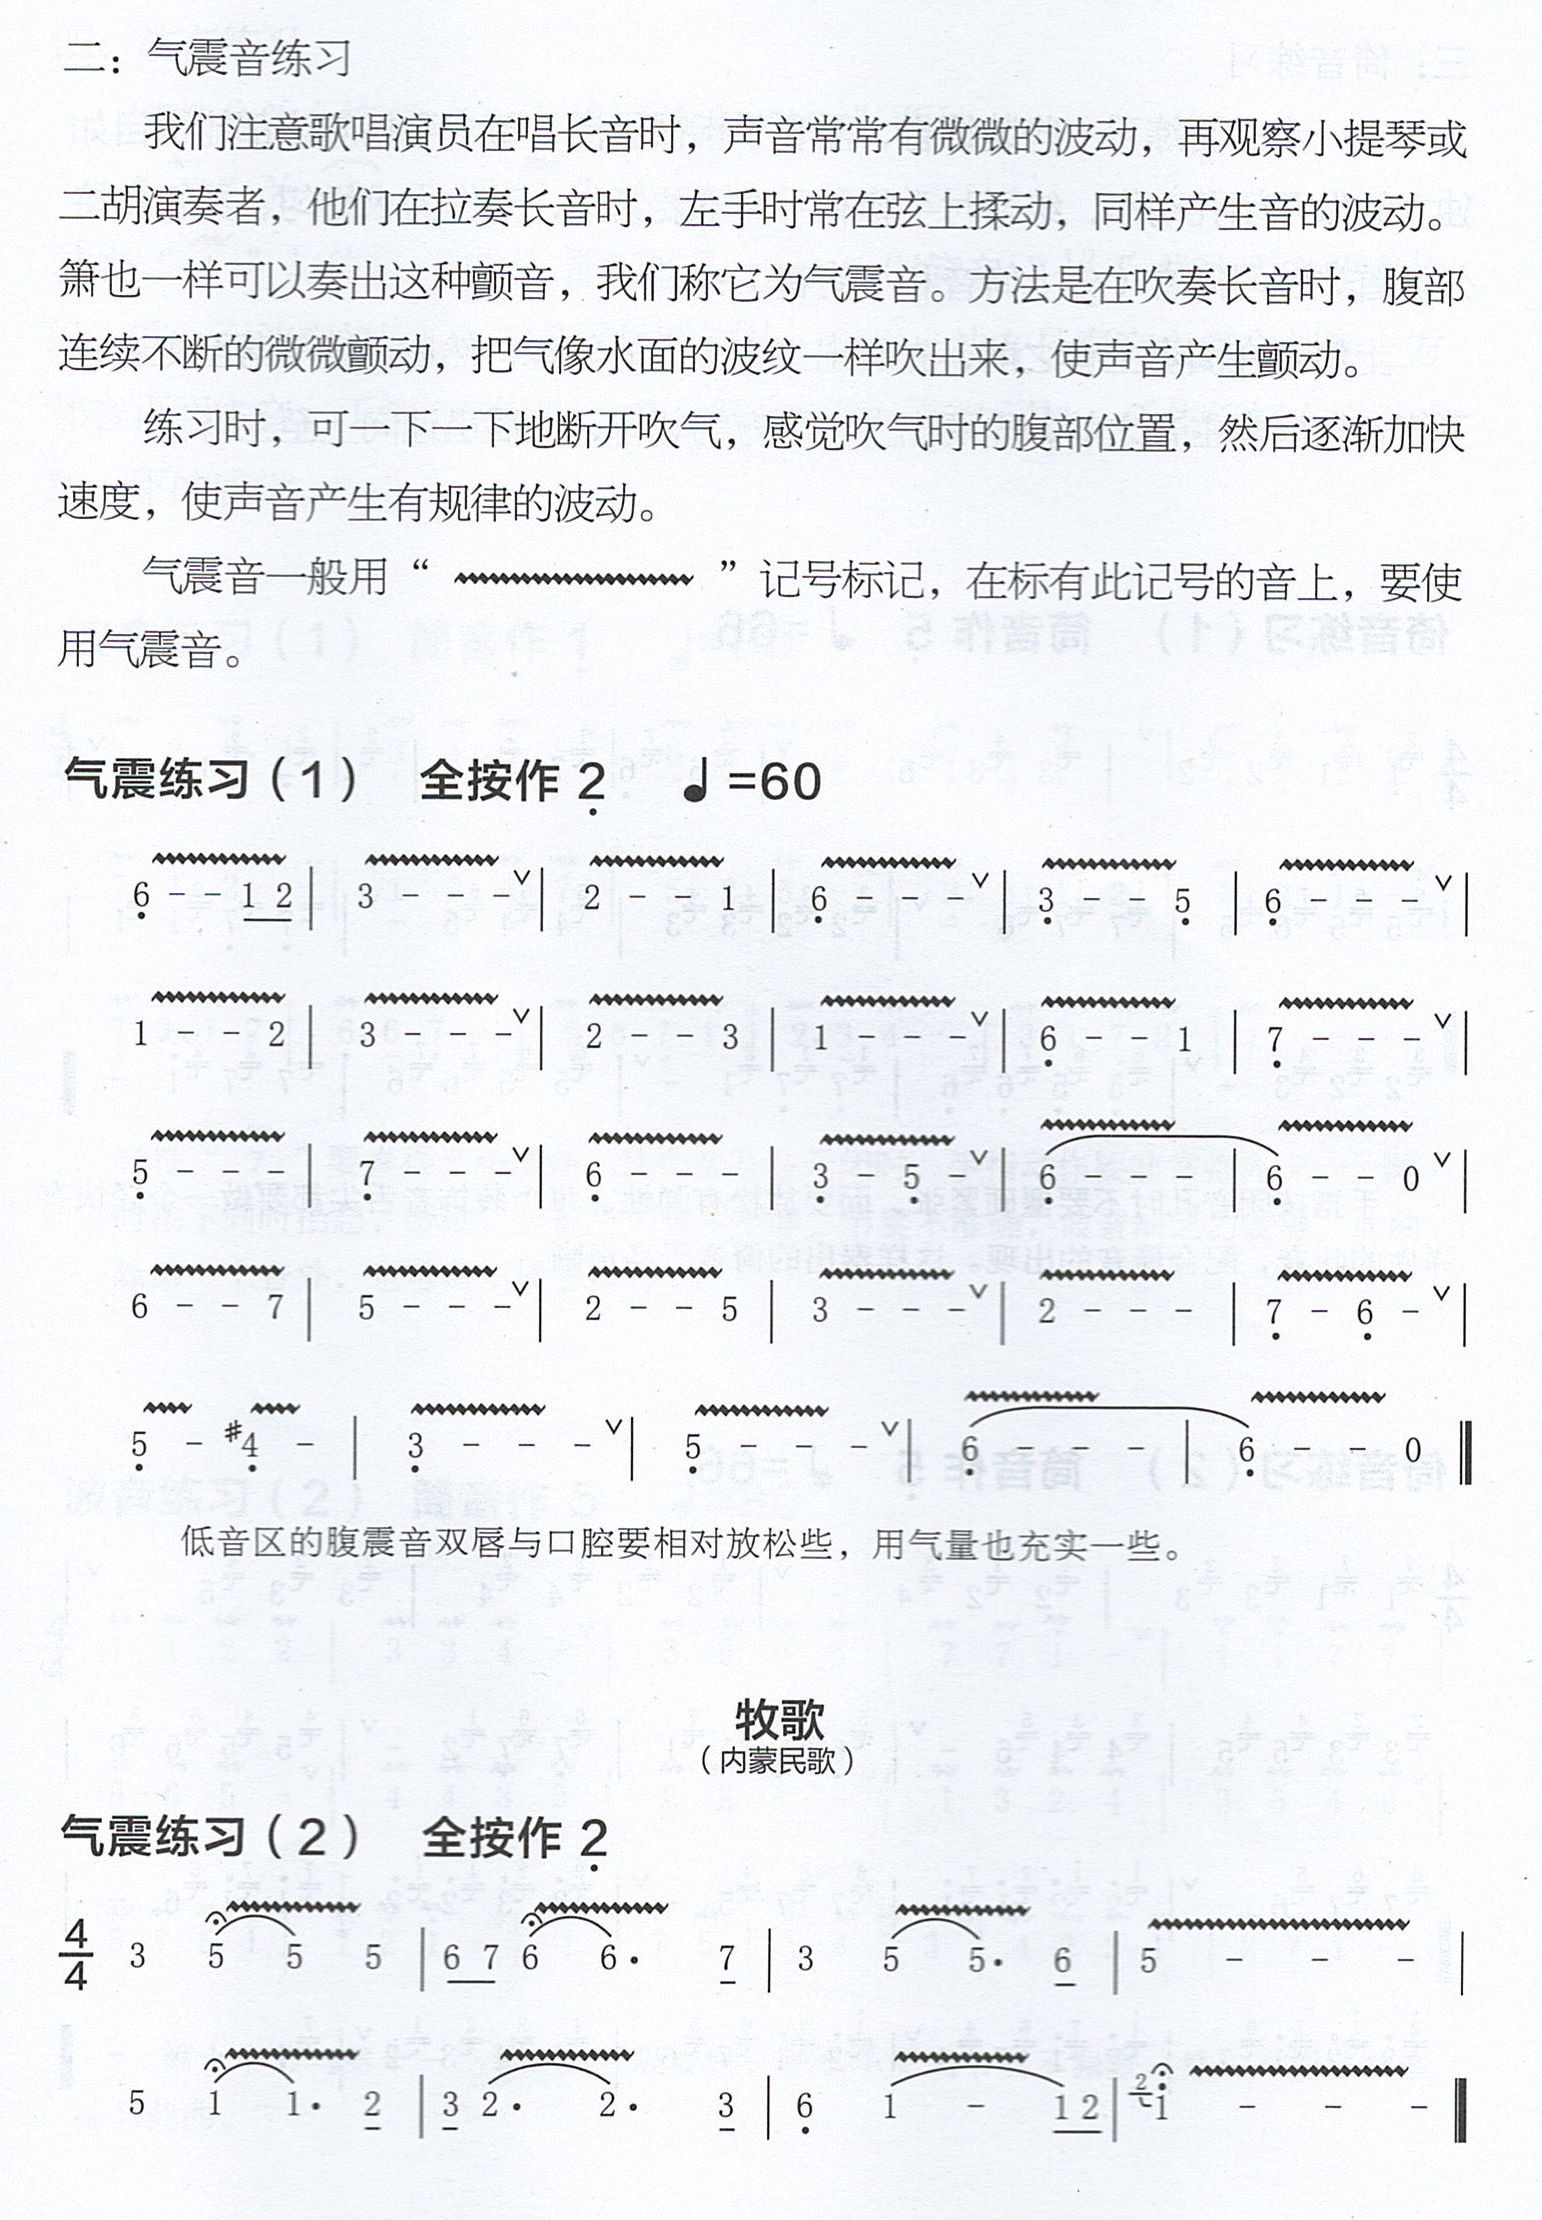 二：气震音练习
我们注意歌唱演员在唱长音时，声音常常有微微的波动，再观察小提琴或
二胡演奏者，他们在拉奏长音时，左手时常在弦上揉动，同样产生音的波动。
箫也一样可以奏出这种颤音，我们称它为气震音。方法是在吹奏长音时，腹部
连续不断的微微颤动，把气像水面的波纹一样吹出来，使声音产生颤动。
练习时，可一下一下地断开吹气，感觉吹气时的腹部位置，然后逐渐加快
速度，使声音产生有规律的波动。
气震音一般用“ ”记号标记，在标有此记号的音上，要使
用气震音。
气震练习（1） 全按作 2̣ ♩=60
6̣ - - 1 2 | 3 - - - ∨ | 2 - - 1 | 6̣ - - - ∨ | 3̣ - - 5̣ | 6̣ - - - ∨ |
1 - - 2 | 3 - - - ∨ | 2 - - 3 | 1 - - - ∨ | 6̣ - - 1 | 7̣ - - - ∨ |
5̣ - - - | 7̣ - - - ∨ | 6̣ - - - | 3̣ - 5̣ - ∨ | 6̣ - - - | 6̣ - - 0 ∨ |
6 - - 7 | 5 - - - ∨ | 2 - - 5 | 3 - - - ∨ | 2 - - - | 7̣ - 6̣ - ∨ |
5̣ - #4̣ - | 3̣ - - - ∨ | 5̣ - - - ∨ | 6̣ - - - | 6̣ - - 0 ‖
低音区的腹震音双唇与口腔要相对放松些，用气量也充实一些。
牧歌
（内蒙民歌）
气震练习（2） 全按作 2̣
4/4 3 5 5 5 | 6 7 6 6· 7 | 3 5 5· 6 | 5 - - - |
5 1 1· 2 | 3 2· 2· 3 | 6̣ 1 - 1 2 | 2 1̇ - - - ‖